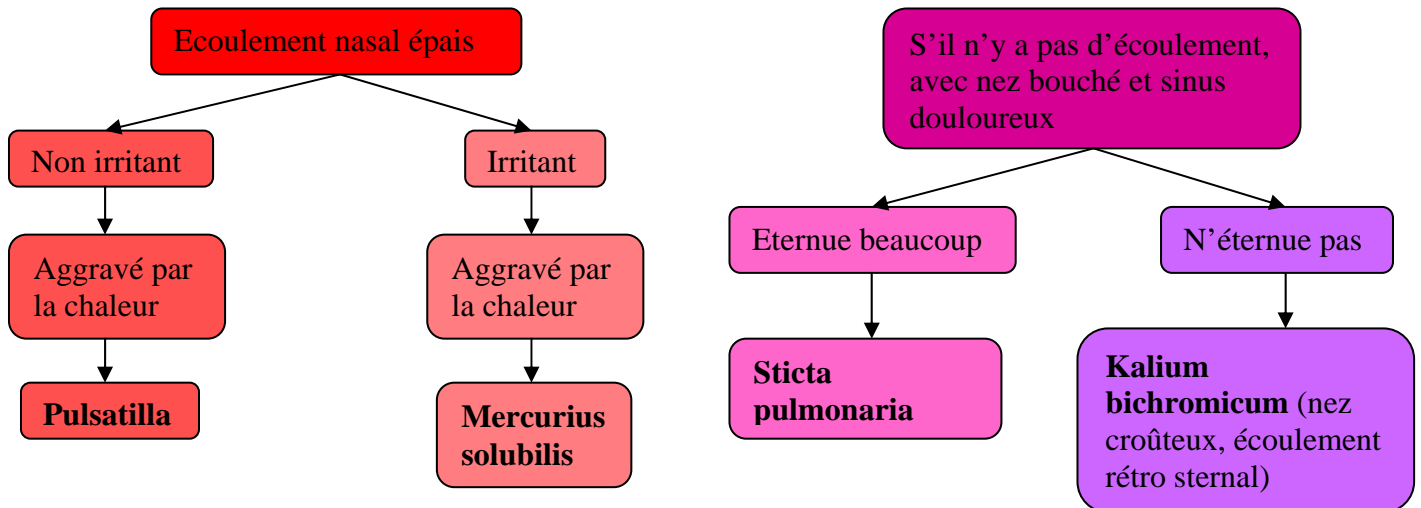 Ecoulement nasal épais
Non irritant
Irritant
Aggravé par
la chaleur
Aggravé par
la chaleur
Pulsatilla
Mercurius
solubilis
S’il n’y a pas d’écoulement,
avec nez bouché et sinus
douloureux
Eternue beaucoup
N’éternue pas
Sticta
pulmonaria
Kalium
bichromicum (nez
croûteux, écoulement
rétro sternal)